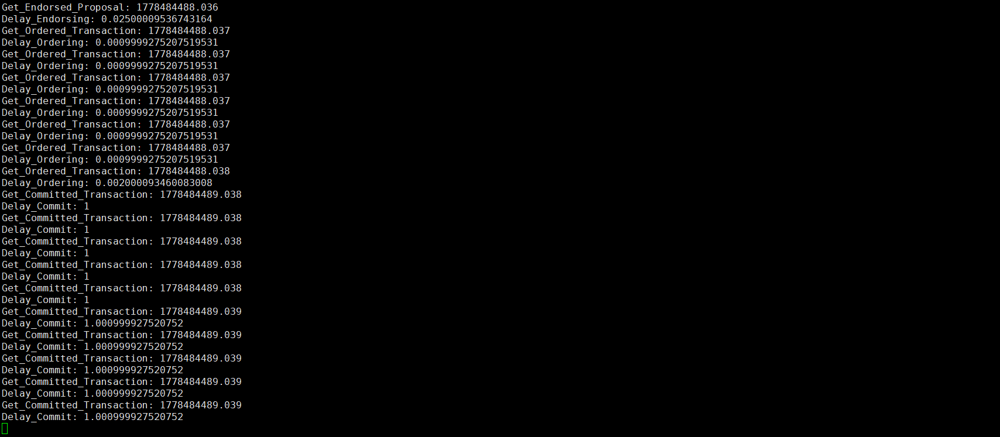 Get_Endorsed_Proposal: 1778484488.036
Delay_Endorsing: 0.02500009536743164
Get_Ordered_Transaction: 1778484488.037
Delay_Ordering: 0.0009999275207519531
Get_Ordered_Transaction: 1778484488.037
Delay_Ordering: 0.0009999275207519531
Get_Ordered_Transaction: 1778484488.037
Delay_Ordering: 0.0009999275207519531
Get_Ordered_Transaction: 1778484488.037
Delay_Ordering: 0.0009999275207519531
Get_Ordered_Transaction: 1778484488.037
Delay_Ordering: 0.0009999275207519531
Get_Ordered_Transaction: 1778484488.037
Delay_Ordering: 0.0009999275207519531
Get_Ordered_Transaction: 1778484488.038
Delay_Ordering: 0.002000093460083008
Get_Committed_Transaction: 1778484489.038
Delay_Commit: 1
Get_Committed_Transaction: 1778484489.038
Delay_Commit: 1
Get_Committed_Transaction: 1778484489.038
Delay_Commit: 1
Get_Committed_Transaction: 1778484489.038
Delay_Commit: 1
Get_Committed_Transaction: 1778484489.038
Delay_Commit: 1
Get_Committed_Transaction: 1778484489.039
Delay_Commit: 1.000999927520752
Get_Committed_Transaction: 1778484489.039
Delay_Commit: 1.000999927520752
Get_Committed_Transaction: 1778484489.039
Delay_Commit: 1.000999927520752
Get_Committed_Transaction: 1778484489.039
Delay_Commit: 1.000999927520752
Get_Committed_Transaction: 1778484489.039
Delay_Commit: 1.000999927520752